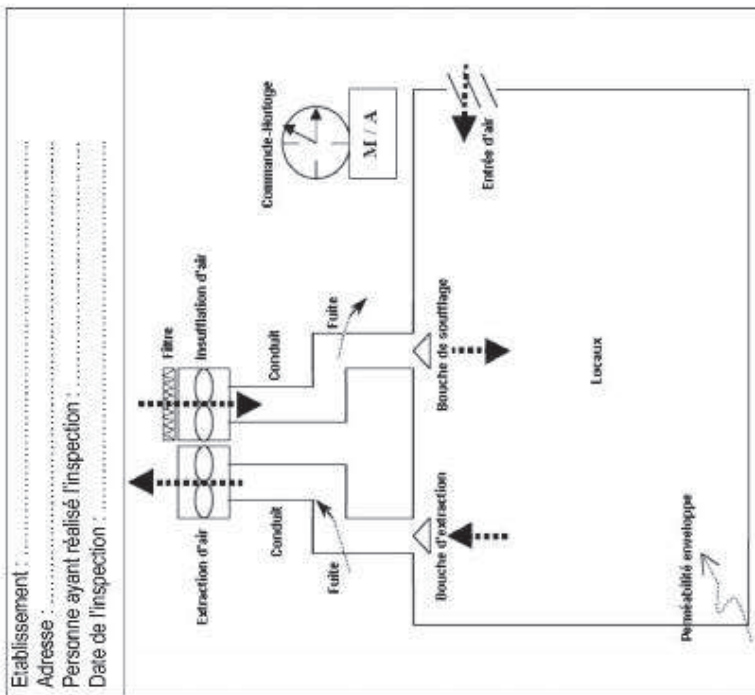 Etablissement : ..............................
Adresse : ..............................
Personne ayant réalisé l'inspection : ..............................
Date de l'inspection : ..............................
Filtre
Extraction d'air
Insufflation d'air
Commande-Horloge
M / A
Conduit
Conduit
Fuite
Fuite
Bouche d'extraction
Bouche de soufflage
Entrée d'air
Locaux
Perméabilité enveloppe